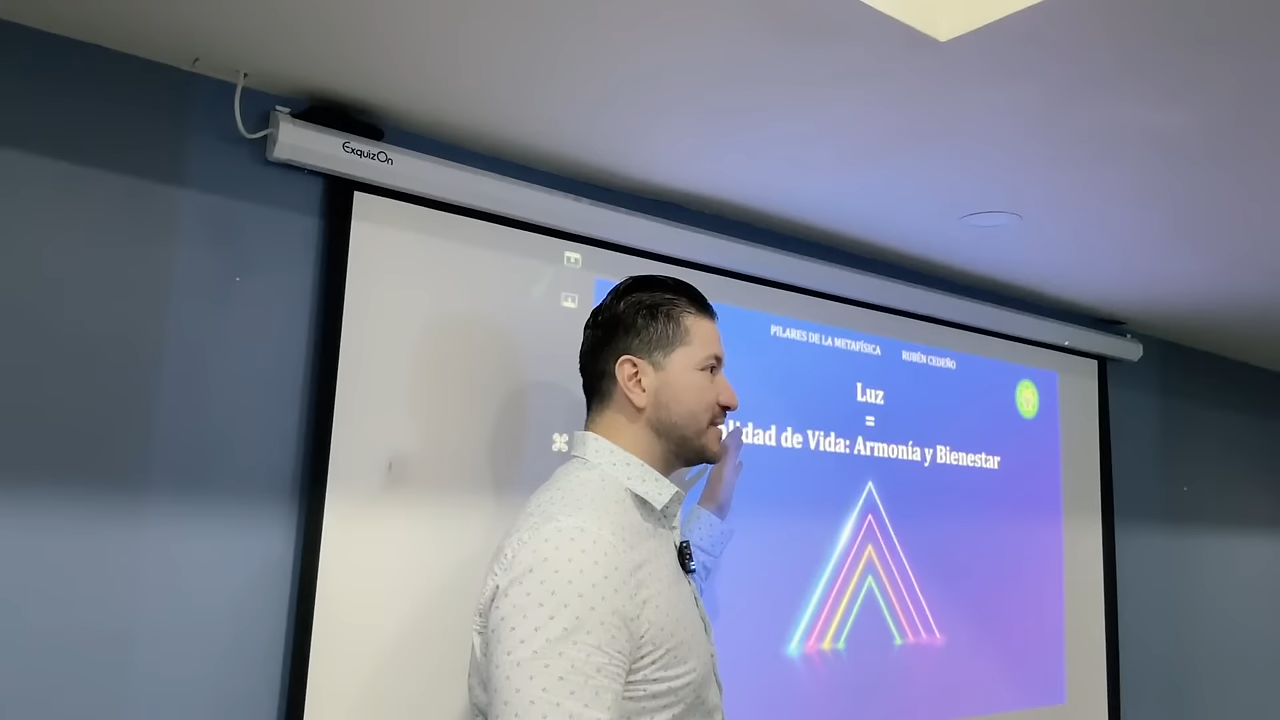 ExquizOn
PILARES DE LA METAFÍSICA RUBÉN CEDEÑO
Luz
=
lidad de Vida: Armonía y Bienestar